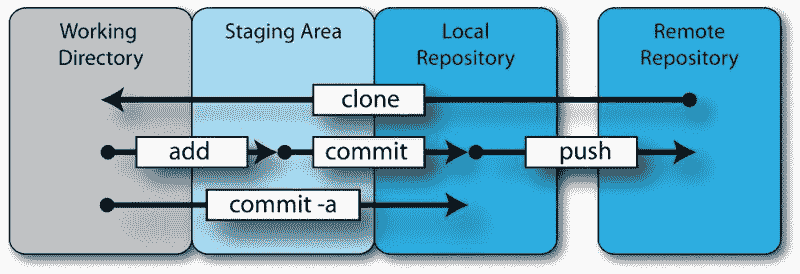 Working
Directory
Staging Area
Local
Repository
Remote
Repository
clone
add
commit
push
commit -a